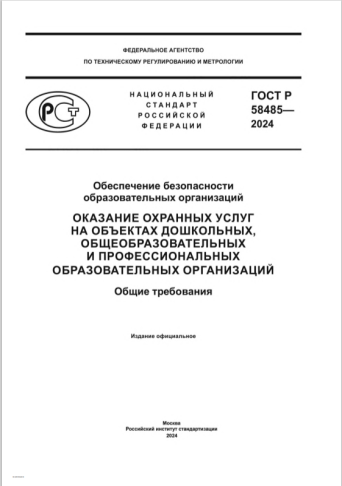 ФЕДЕРАЛЬНОЕ АГЕНТСТВО
ПО ТЕХНИЧЕСКОМУ РЕГУЛИРОВАНИЮ И МЕТРОЛОГИИ
НАЦИОНАЛЬНЫЙ
СТАНДАРТ
РОССИЙСКОЙ
ФЕДЕРАЦИИ
ГОСТ Р
58485—
2024
Обеспечение безопасности
образовательных организаций
ОКАЗАНИЕ ОХРАННЫХ УСЛУГ
НА ОБЪЕКТАХ ДОШКОЛЬНЫХ,
ОБЩЕОБРАЗОВАТЕЛЬНЫХ
И ПРОФЕССИОНАЛЬНЫХ
ОБРАЗОВАТЕЛЬНЫХ ОРГАНИЗАЦИЙ
Общие требования
Издание официальное
Москва
Российский институт стандартизации
2024